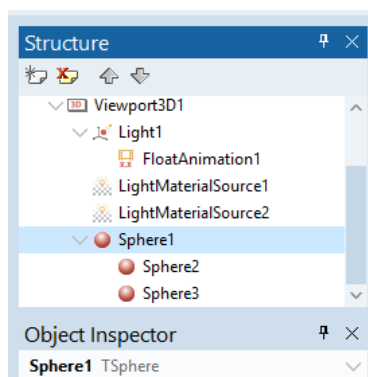 Structure
3D Viewport3D1
Light1
X.X FloatAnimation1
LightMaterialSource1
LightMaterialSource2
Sphere1
Sphere2
Sphere3
Object Inspector
Sphere1 TSphere